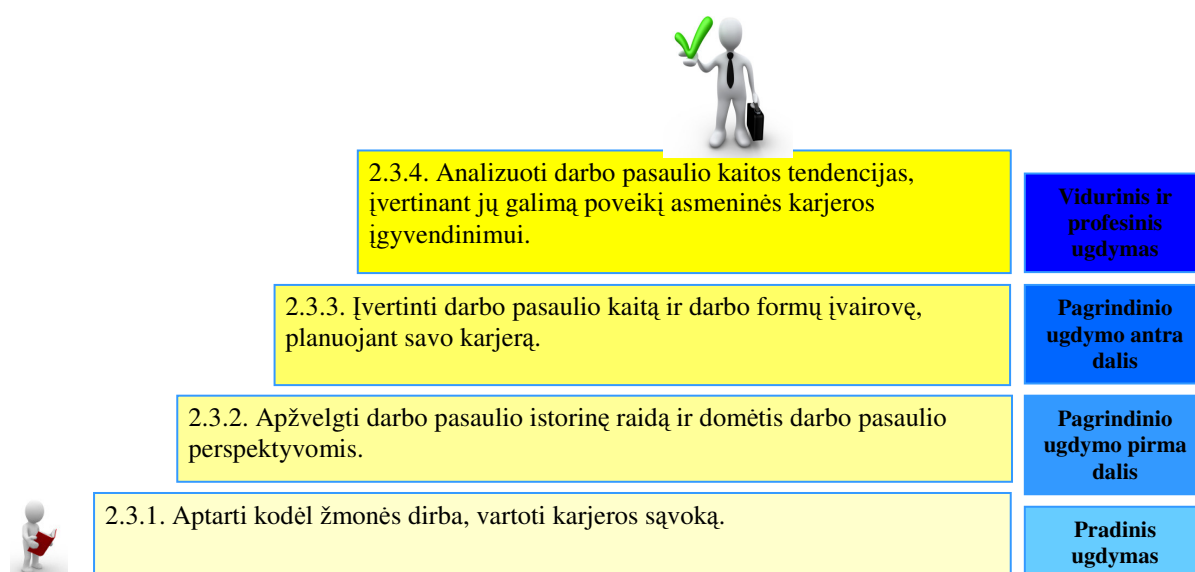 2.3.4. Analizuoti darbo pasaulio kaitos tendencijas,
įvertinant jų galimą poveikį asmeninės karjeros
įgyvendinimui.
Vidurinis ir
profesinis
ugdymas
2.3.3. Įvertinti darbo pasaulio kaitą ir darbo formų įvairovę,
planuojant savo karjerą.
Pagrindinio
ugdymo antra
dalis
2.3.2. Apžvelgti darbo pasaulio istorinę raidą ir domėtis darbo pasaulio
perspektyvomis.
Pagrindinio
ugdymo pirma
dalis
2.3.1. Aptarti kodėl žmonės dirba, vartoti karjeros sąvoką.
Pradinis
ugdymas